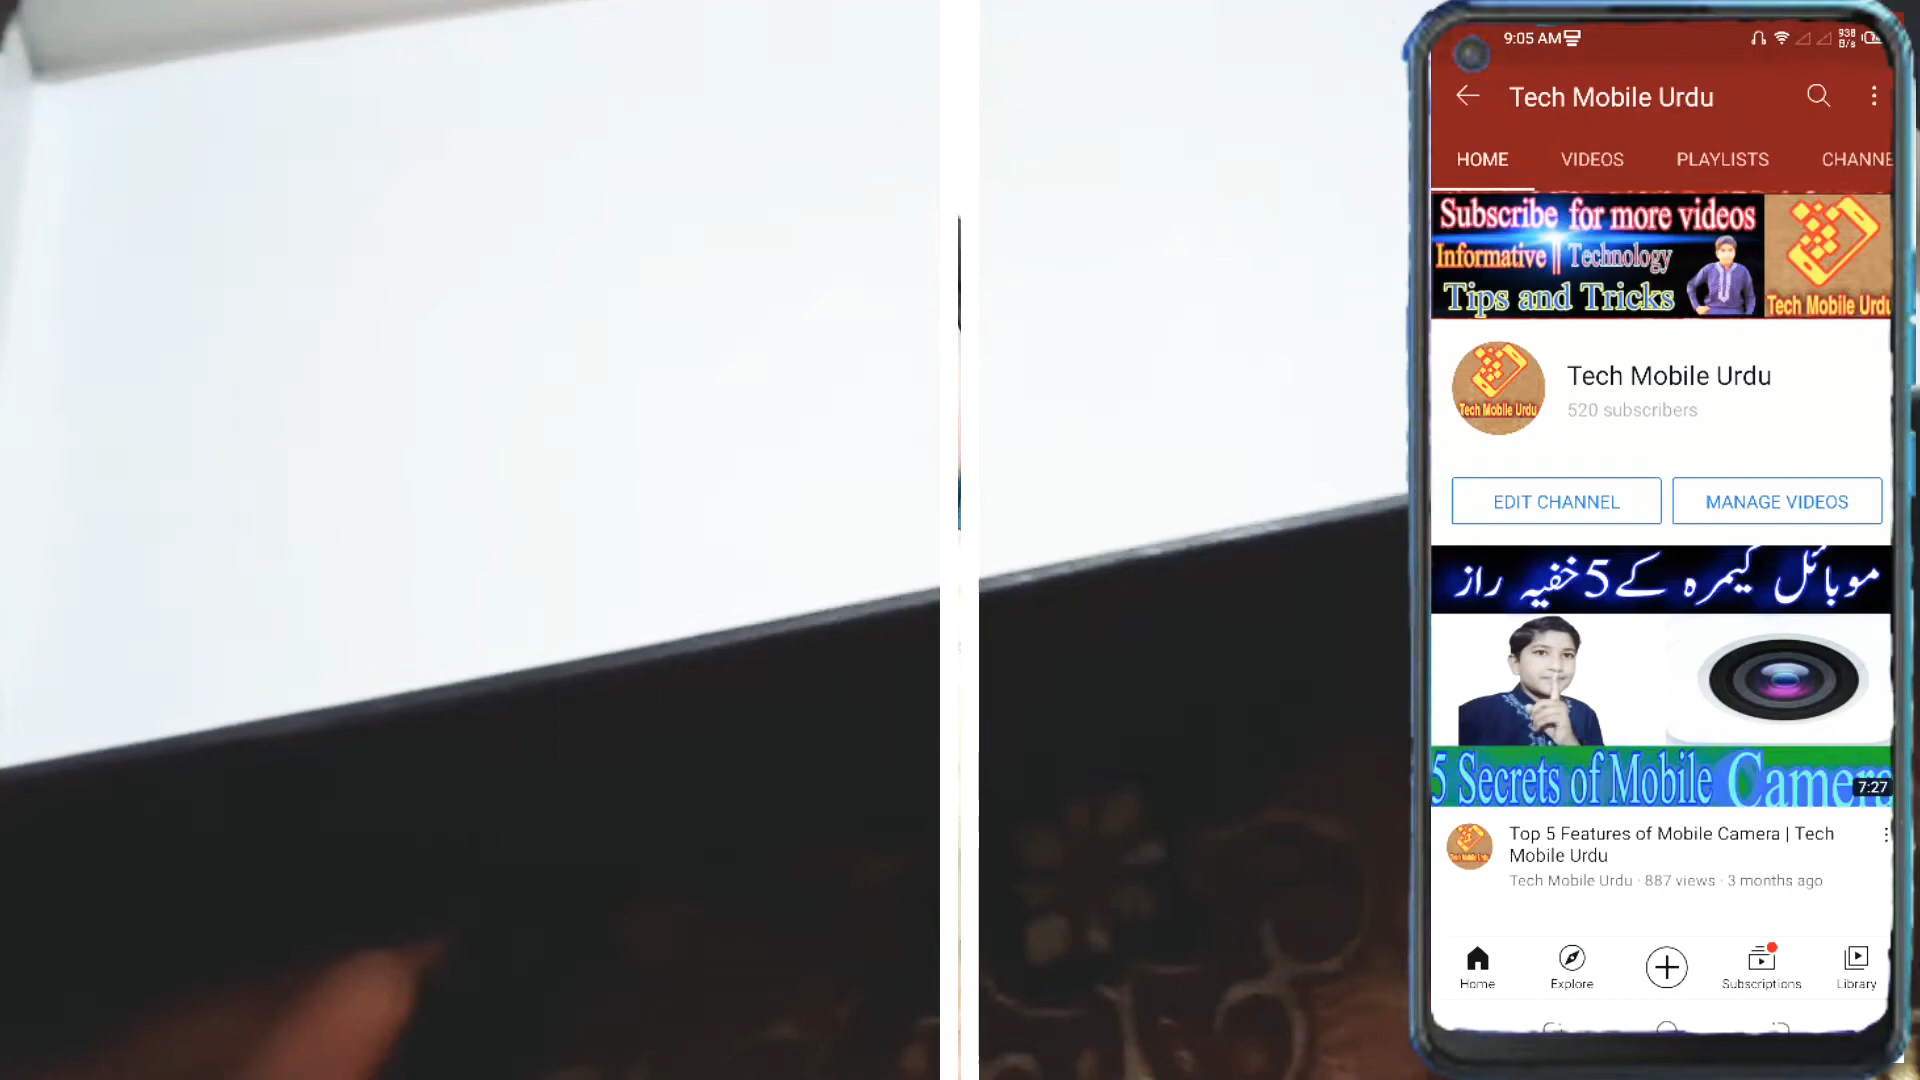 9:05 AM
938
B/s
Tech Mobile Urdu
HOME VIDEOS PLAYLISTS CHANNE
Subscribe for more videos
Informative || Technology
Tips and Tricks
Tech Mobile Urdu
Tech Mobile Urdu
Tech Mobile Urdu
520 subscribers
EDIT CHANNEL MANAGE VIDEOS
موبائل کیمرہ کے 5 خفیہ راز
5 Secrets of Mobile Camera
7:27
Top 5 Features of Mobile Camera | Tech
Mobile Urdu
Tech Mobile Urdu · 887 views · 3 months ago
Home Explore Subscriptions Library